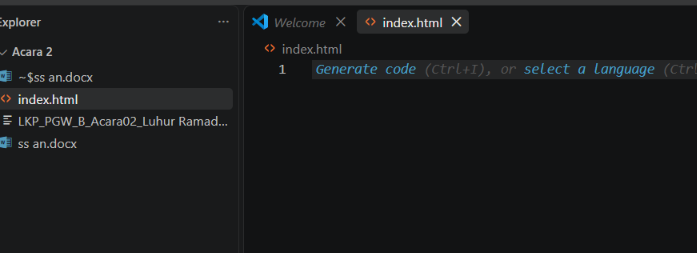 Explorer ...
Welcome
index.html
Acara 2
~$ss an.docx
index.html
LKP_PGW_B_Acara02_Luhur Ramad...
ss an.docx
index.html
1 Generate code (Ctrl+I), or select a language (Ctrl